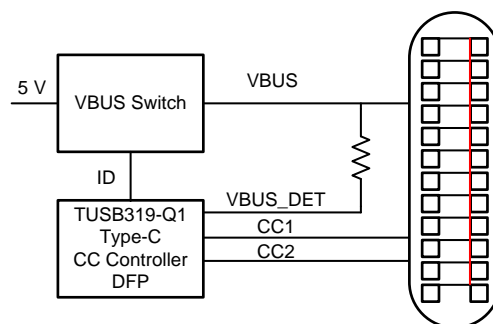 5 V
VBUS Switch
VBUS
ID
VBUS_DET
TUSB319-Q1
Type-C
CC Controller
DFP
CC1
CC2